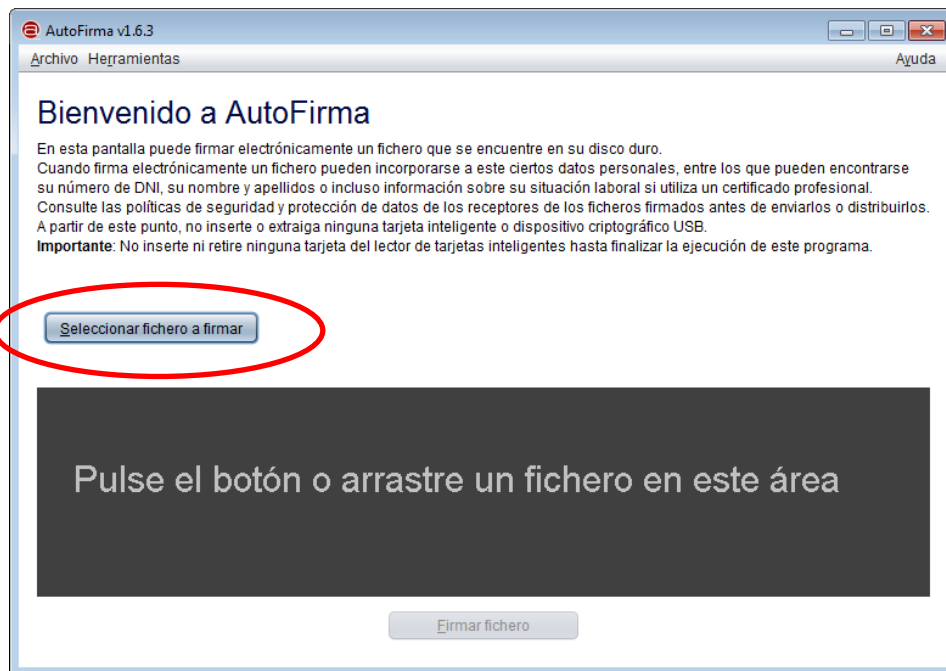 AutoFirma v1.6.3
Archivo Herramientas Ayuda
Bienvenido a AutoFirma
En esta pantalla puede firmar electrónicamente un fichero que se encuentre en su disco duro.
Cuando firma electrónicamente un fichero pueden incorporarse a este ciertos datos personales, entre los que pueden encontrarse
su número de DNI, su nombre y apellidos o incluso información sobre su situación laboral si utiliza un certificado profesional.
Consulte las políticas de seguridad y protección de datos de los receptores de los ficheros firmados antes de enviarlos o distribuirlos.
A partir de este punto, no inserte o extraiga ninguna tarjeta inteligente o dispositivo criptográfico USB.
Importante: No inserte ni retire ninguna tarjeta del lector de tarjetas inteligentes hasta finalizar la ejecución de este programa.
Seleccionar fichero a firmar
Pulse el botón o arrastre un fichero en este área
Firmar fichero